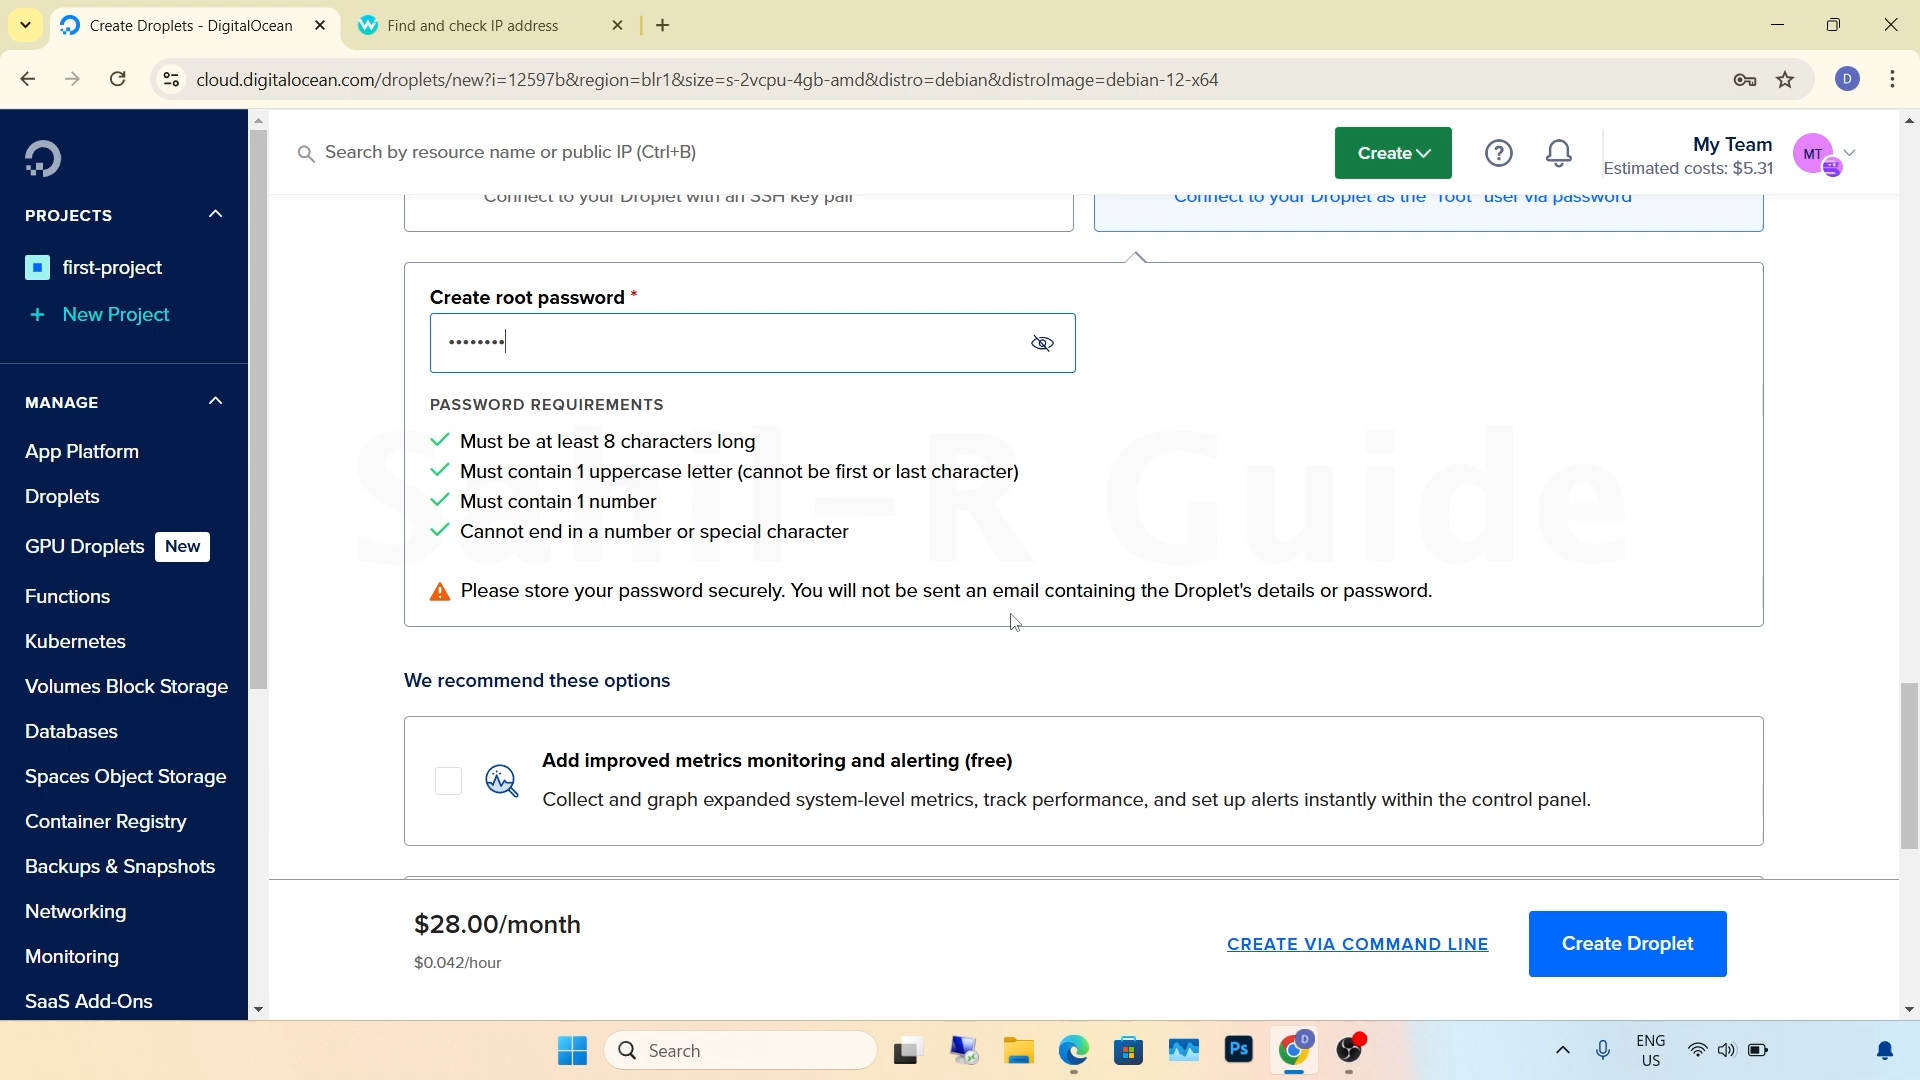 Create Droplets - DigitalOcean
Find and check IP address
cloud.digitalocean.com/droplets/new?i=12597b&region=blr1&size=s-2vcpu-4gb-amd&distro=debian&distroImage=debian-12-x64
D
Search by resource name or public IP (Ctrl+B)
Create
My Team
Estimated costs: $5.31
MT
PROJECTS
first-project
+ New Project
MANAGE
App Platform
Droplets
GPU Droplets New
Functions
Kubernetes
Volumes Block Storage
Databases
Spaces Object Storage
Container Registry
Backups & Snapshots
Networking
Monitoring
SaaS Add-Ons
Connect to your Droplet with an SSH key pair
Connect to your Droplet as the "root" user via password
Create root password *
••••••••
PASSWORD REQUIREMENTS
Must be at least 8 characters long
Must contain 1 uppercase letter (cannot be first or last character)
Must contain 1 number
Cannot end in a number or special character
Please store your password securely. You will not be sent an email containing the Droplet's details or password.
Sahil-R Guide
We recommend these options
Add improved metrics monitoring and alerting (free)
Collect and graph expanded system-level metrics, track performance, and set up alerts instantly within the control panel.
$28.00/month
$0.042/hour
CREATE VIA COMMAND LINE
Create Droplet
Search
Ps
D
ENG
US